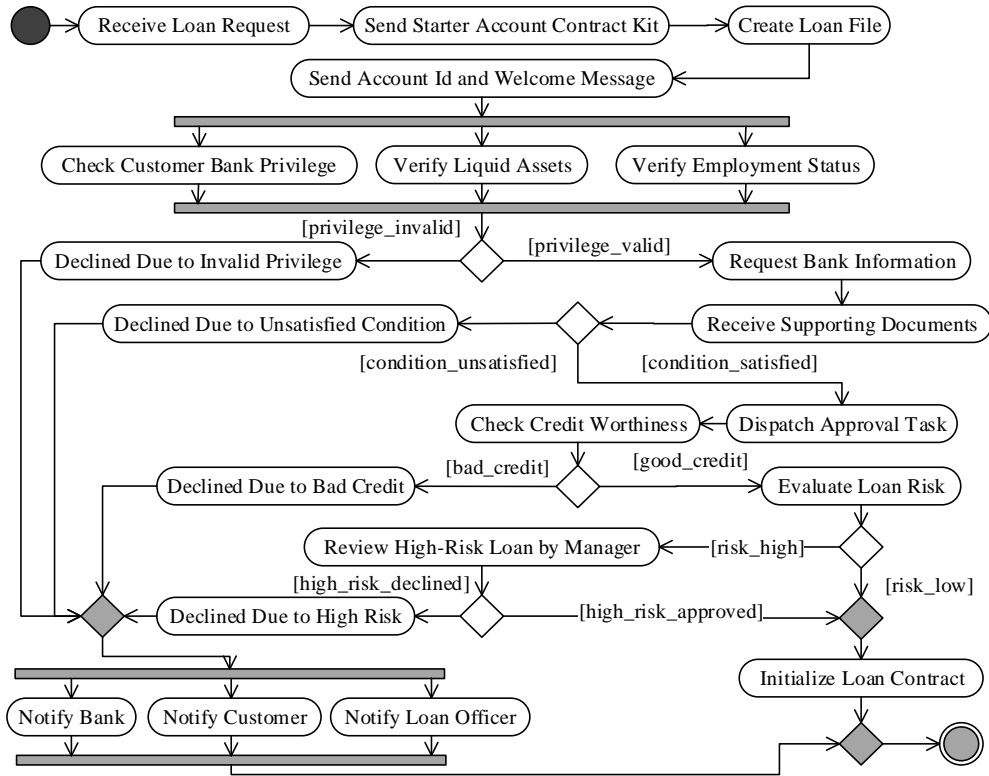 Receive Loan Request
Send Starter Account Contract Kit
Create Loan File
Send Account Id and Welcome Message
Check Customer Bank Privilege
Verify Liquid Assets
Verify Employment Status
[privilege_invalid]
[privilege_valid]
Declined Due to Invalid Privilege
Request Bank Information
Declined Due to Unsatisfied Condition
Receive Supporting Documents
[condition_unsatisfied]
[condition_satisfied]
Check Credit Worthiness
Dispatch Approval Task
[bad_credit]
[good_credit]
Declined Due to Bad Credit
Evaluate Loan Risk
Review High-Risk Loan by Manager
[risk_high]
[high_risk_declined]
[risk_low]
Declined Due to High Risk
[high_risk_approved]
Initialize Loan Contract
Notify Bank
Notify Customer
Notify Loan Officer